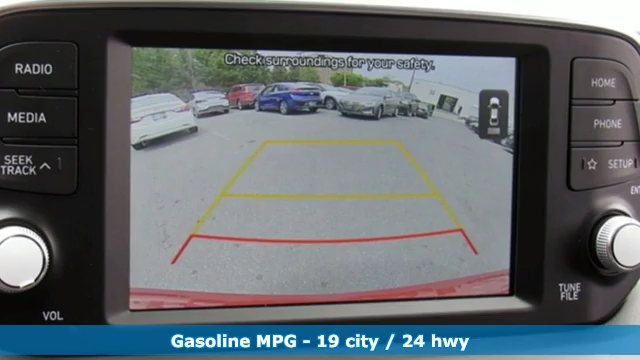 Check surroundings for your safety.
RADIO
HOME
MEDIA
PHONE
SEEK
TRACK
SETUP
VOL
TUNE
FILE
Gasoline MPG - 19 city / 24 hwy